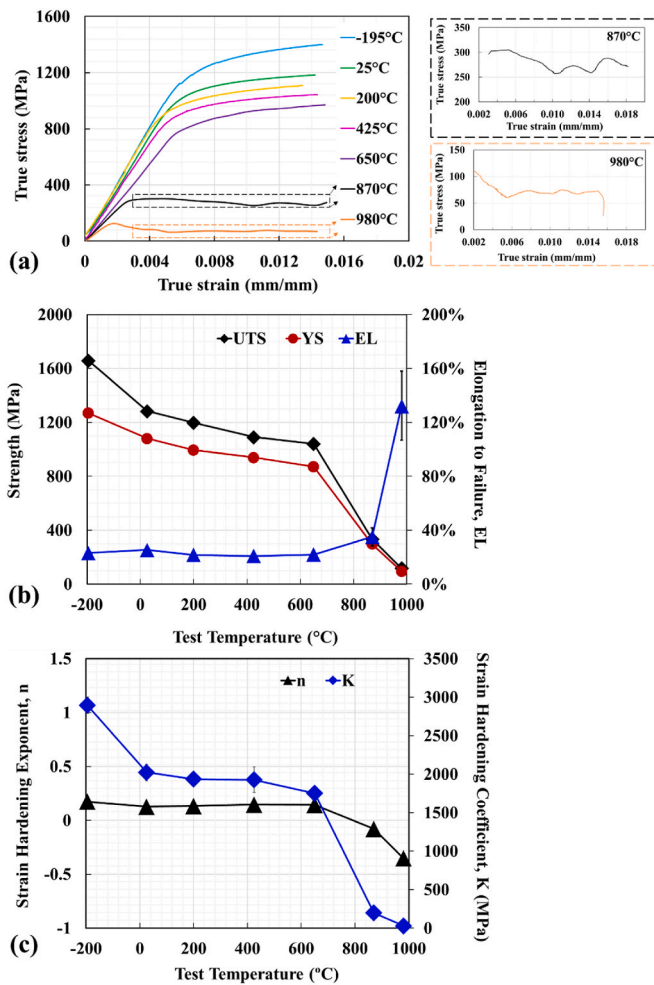 (a)
True stress (MPa)
1600
1200
800
400
0
0
0.004
0.008
0.012
0.016
0.02
True strain (mm/mm)
-195°C
25°C
200°C
425°C
650°C
870°C
980°C
870°C
True stress (MPa)
350
300
250
200
0.002
0.006
0.010
0.014
0.018
True strain (mm/mm)
980°C
True stress (MPa)
150
100
50
0
0.002
0.006
0.010
0.014
0.018
True strain (mm/mm)
(b)
UTS YS EL
Strength (MPa)
2000
1600
1200
800
400
0
-200
0
200
400
600
800
1000
Test Temperature (°C)
200%
160%
120%
80%
40%
0%
Elongation to
Failure, EL
(c)
n K
Strain Hardening Exponent, n
1.5
1
0.5
0
-0.5
-1
-200
0
200
400
600
800
1000
Test Temperature (ºC)
3500
3000
2500
2000
1500
1000
500
0
Strain Hardening
Coefficient, K (MPa)